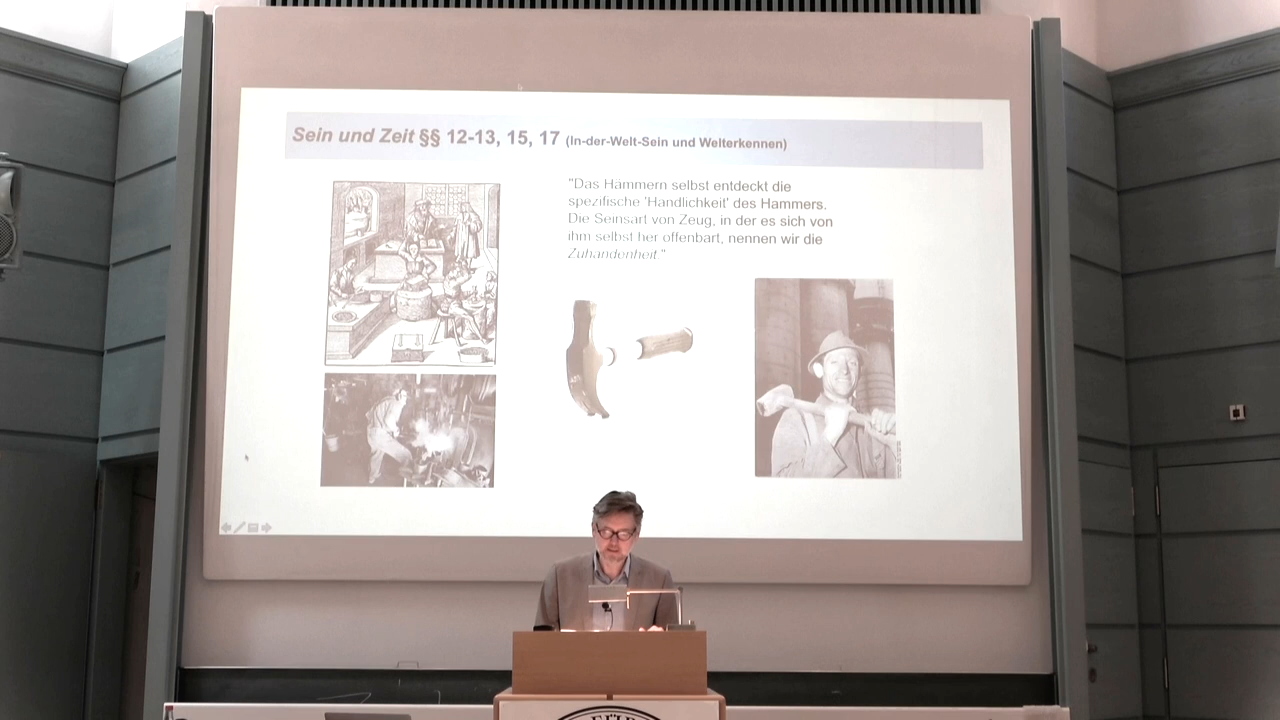 Sein und Zeit §§ 12-13, 15, 17 (In-der-Welt-Sein und Welterkennen)
"Das Hämmern selbst entdeckt die
spezifische 'Handlichkeit' des Hammers.
Die Seinsart von Zeug, in der es sich von
ihm selbst her offenbart, nennen wir die
Zuhandenheit."